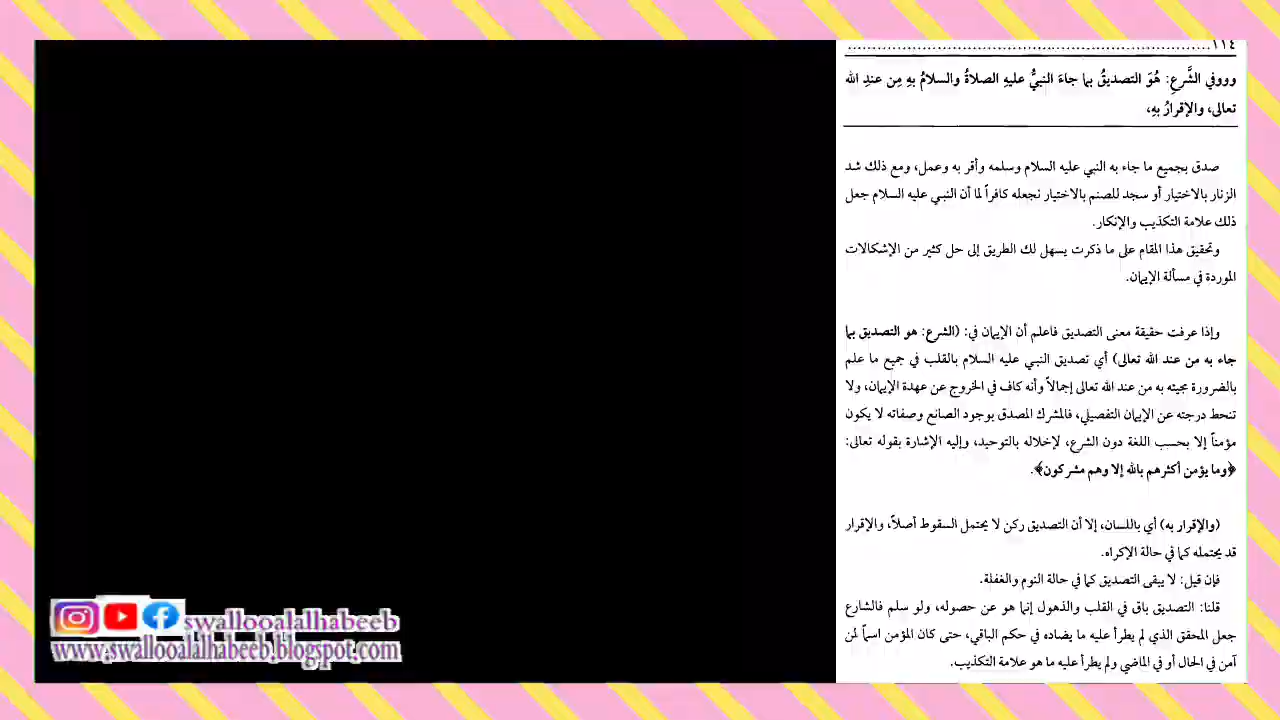 ١١٤
وووفي الشَّرعِ: هُوَ التصديقُ بما جاءَ النبيُّ عليهِ الصلاةُ والسلامُ بهِ مِن عندِ الله
تعالى، والإقرارُ بهِ،
صدق بجميع ما جاء به النبي عليه السلام وسلمه وأقر به وعمل، ومع ذلك شد
الزنار بالاختيار أو سجد للصنم بالاختيار نجعله كافراً لما أن النبي عليه السلام جعل
ذلك علامة التكذيب والإنكار.
وتحقيق هذا المقام على ما ذكرت يسهل لك الطريق إلى حل كثير من الإشكالات
الموردة في مسألة الإيمان.
وإذا عرفت حقيقة معنى التصديق فاعلم أن الإيمان في: (الشرع: هو التصديق بما
جاء به من عند الله تعالى) أي تصديق النبي عليه السلام بالقلب في جميع ما علم
بالضرورة مجيئه به من عند الله تعالى إجمالاً وأنه كاف في الخروج عن عهدة الإيمان، ولا
تنحط درجته عن الإيمان التفصيلي، فالمشرك المصدق بوجود الصانع وصفاته لا يكون
مؤمناً إلا بحسب اللغة دون الشرع، لإخلاله بالتوحيد، وإليه الإشارة بقوله تعالى:
﴿وما يؤمن أكثرهم بالله إلا وهم مشركون﴾.
(والإقرار به) أي باللسان، إلا أن التصديق ركن لا يحتمل السقوط أصلاً، والإقرار
قد يحتمله كما في حالة الإكراه.
فإن قيل: لا يبقى التصديق كما في حالة النوم والغفلة.
قلنا: التصديق باق في القلب والذهول إنما هو عن حصوله، ولو سلم فالشارع
جعل المحقق الذي لم يطرأ عليه ما يضاده في حكم الباقي، حتى كان المؤمن اسماً لمن
آمن في الحال أو في الماضي ولم يطرأ عليه ما هو علامة التكذيب.
swallooalalhabeeb
www.swallooalalhabeeb.blogspot.com